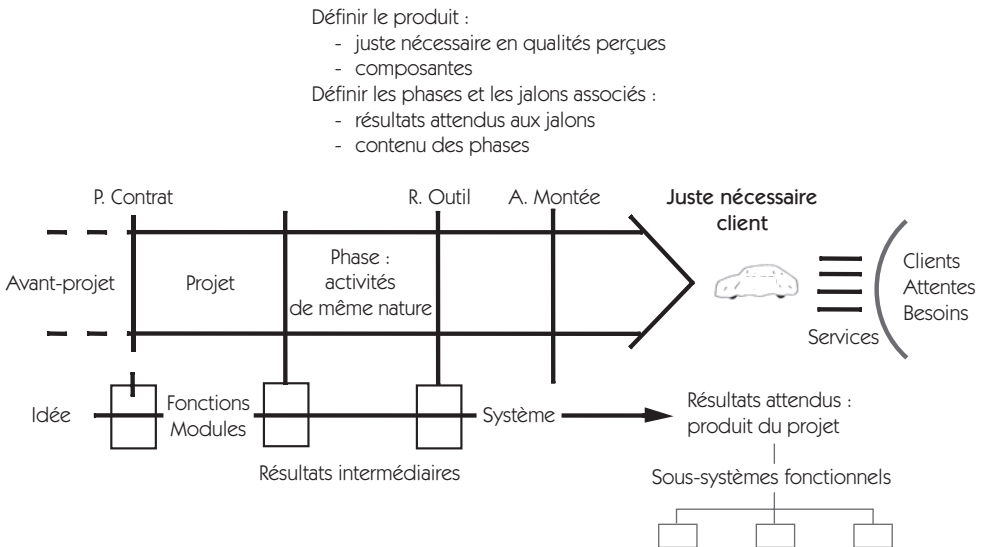 Définir le produit :
- juste nécessaire en qualités perçues
- composantes
Définir les phases et les jalons associés :
- résultats attendus aux jalons
- contenu des phases
P. Contrat
R. Outil
A. Montée
Juste nécessaire
client
Avant-projet
Projet
Phase :
activités
de même nature
Services
Clients
Attentes
Besoins
Idée
Fonctions
Modules
Système
Résultats attendus :
produit du projet
Résultats intermédiaires
Sous-systèmes fonctionnels